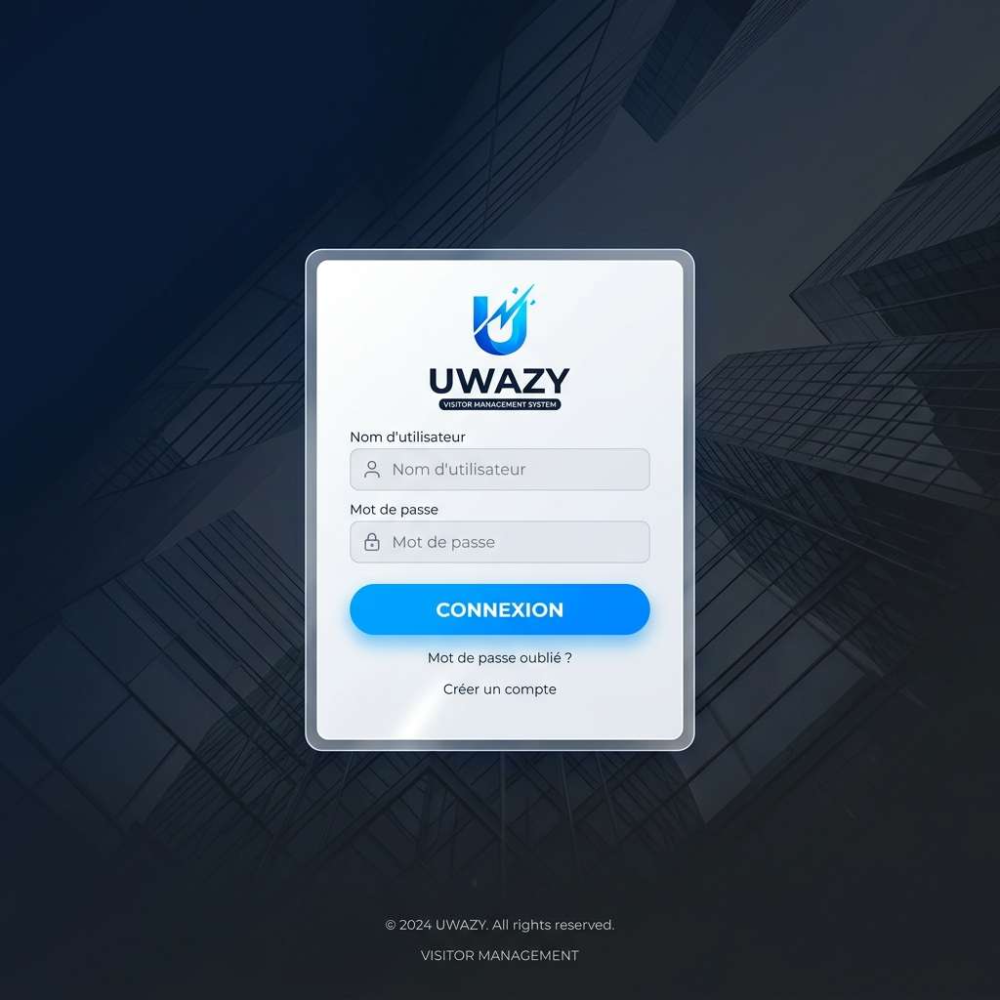 UWAZY
VISITOR MANAGEMENT SYSTEM
Nom d'utilisateur
Nom d'utilisateur
Mot de passe
Mot de passe
CONNEXION
Mot de passe oublié ?
Créer un compte
© 2024 UWAZY. All rights reserved.
VISITOR MANAGEMENT